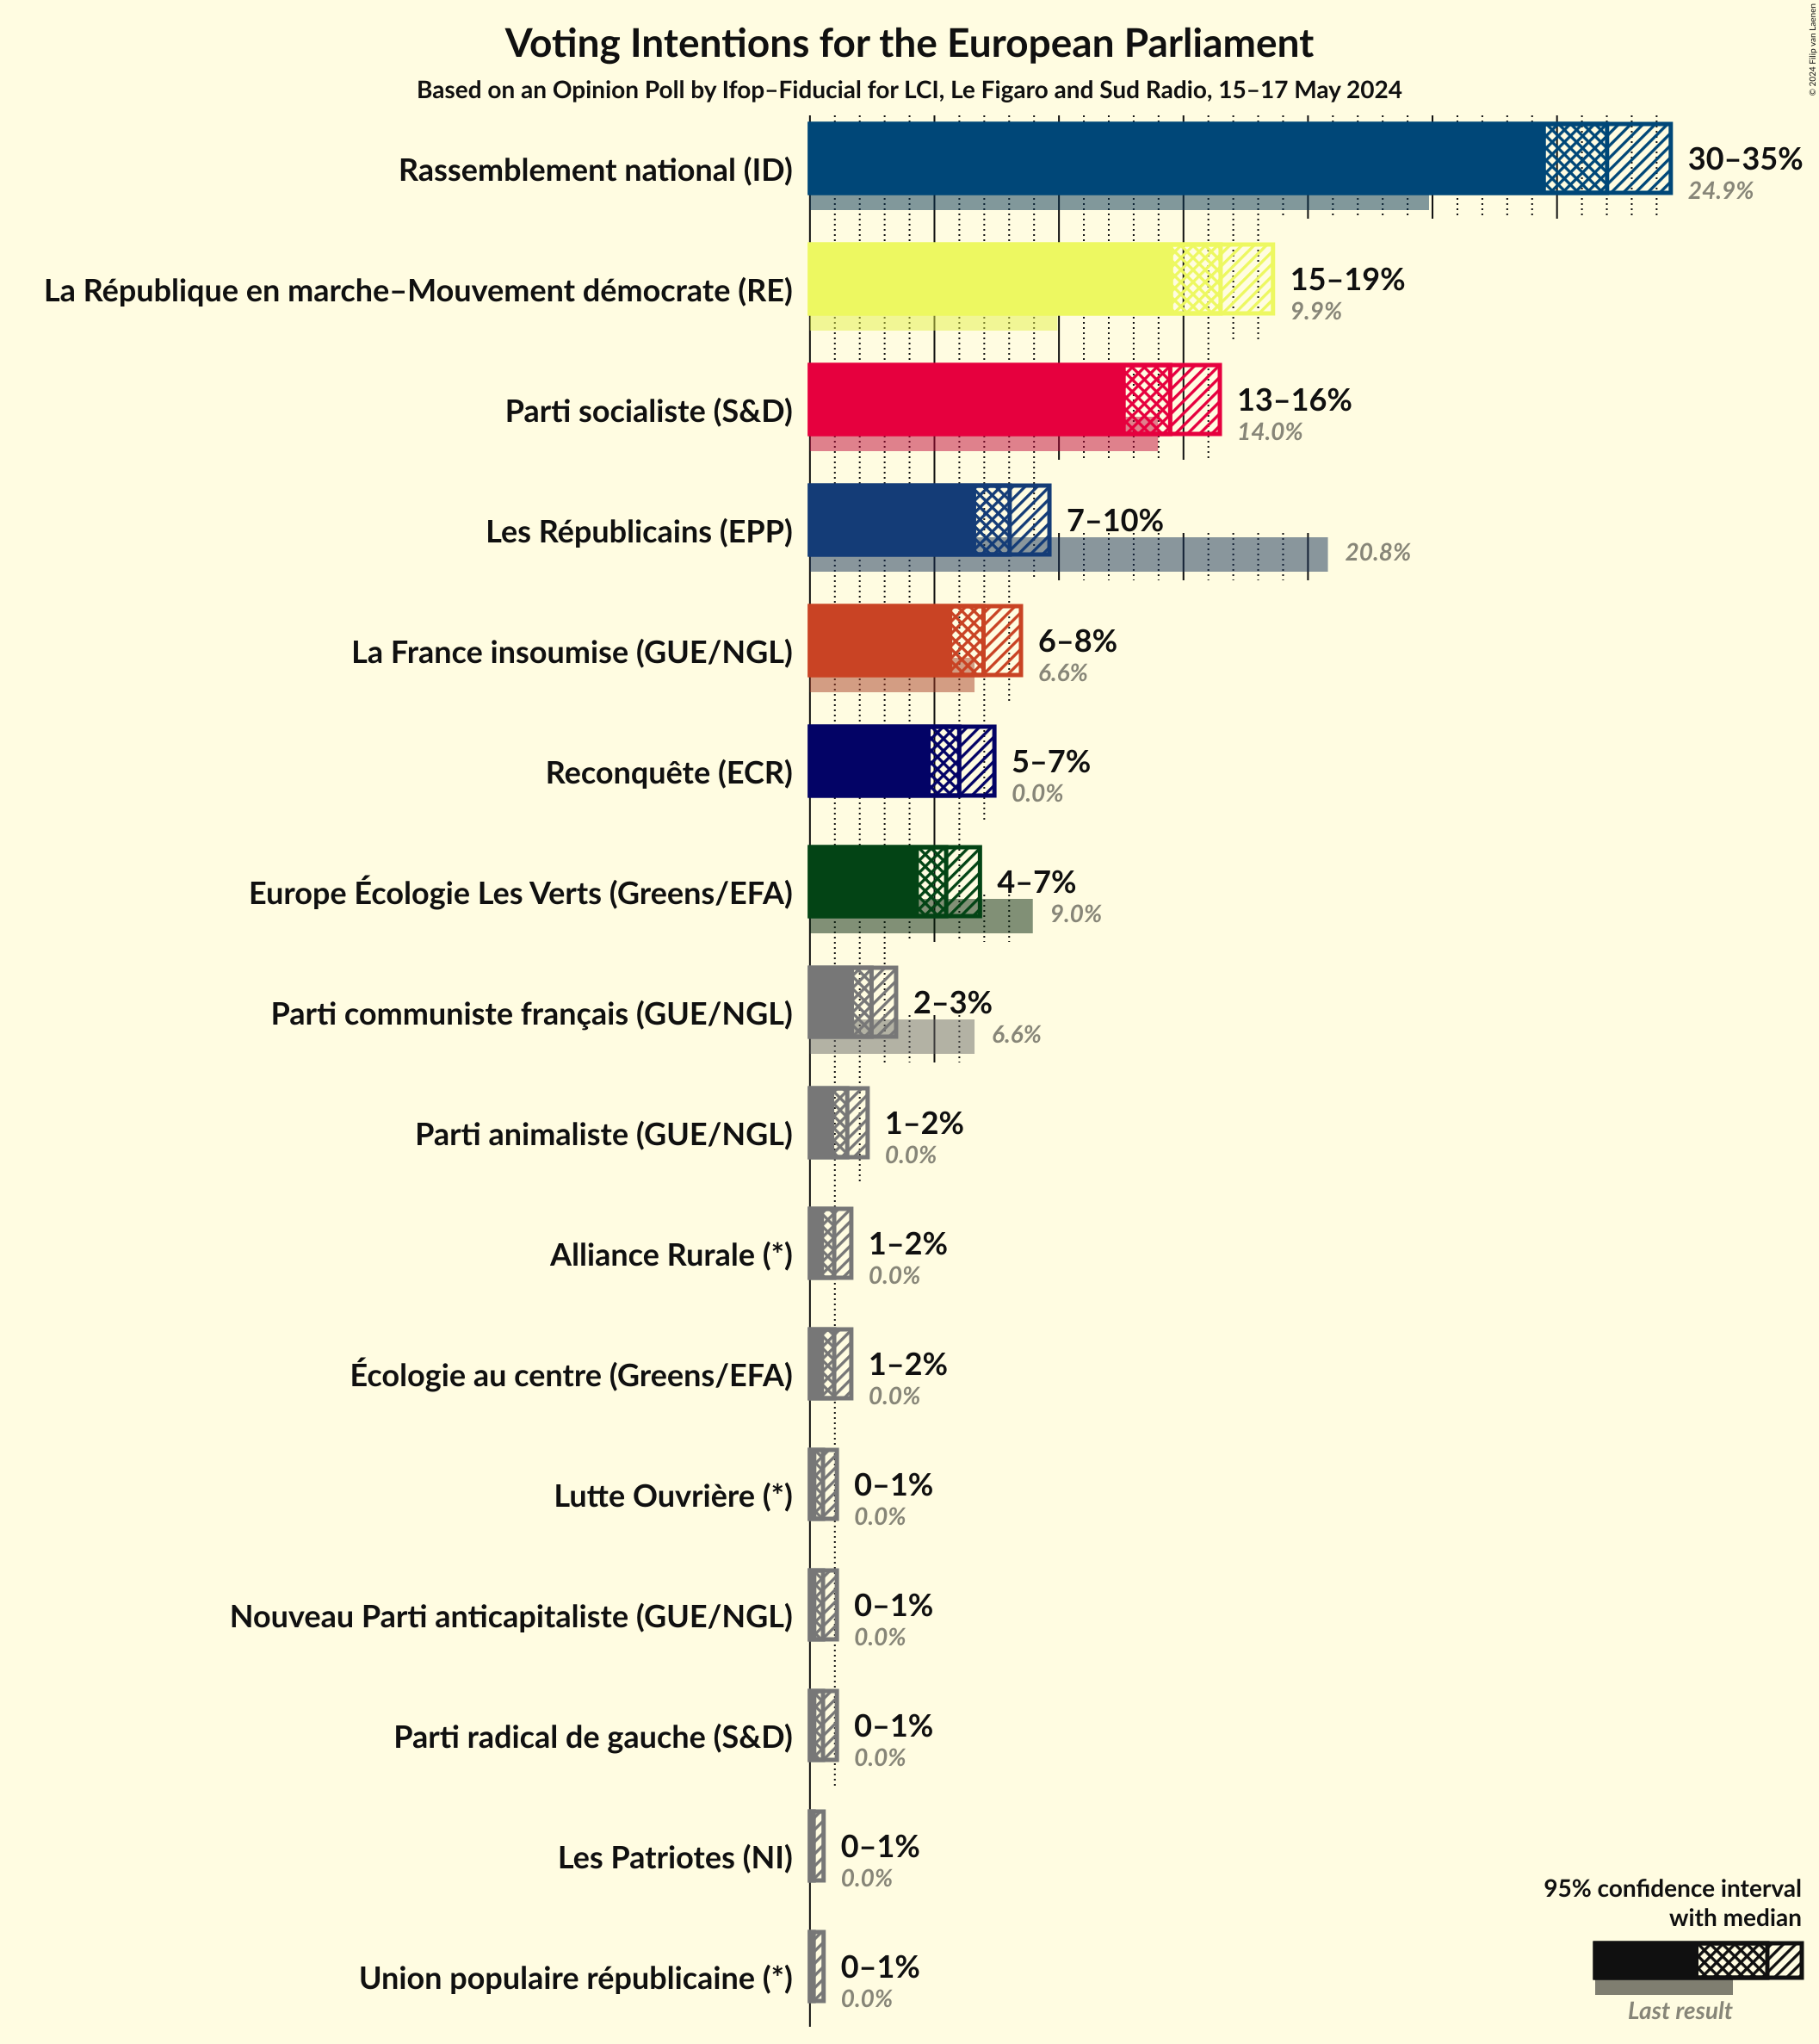 Voting Intentions for the European Parliament
Based on an Opinion Poll by Ifop–Fiducial for LCI, Le Figaro and Sud Radio, 15–17 May 2024
© 2024 Filip van Laenen
Rassemblement national (ID)
30–35%
24.9%
La République en marche–Mouvement démocrate (RE)
15–19%
9.9%
Parti socialiste (S&D)
13–16%
14.0%
Les Républicains (EPP)
7–10%
20.8%
La France insoumise (GUE/NGL)
6–8%
6.6%
Reconquête (ECR)
5–7%
0.0%
Europe Écologie Les Verts (Greens/EFA)
4–7%
9.0%
Parti communiste français (GUE/NGL)
2–3%
6.6%
Parti animaliste (GUE/NGL)
1–2%
0.0%
Alliance Rurale (*)
1–2%
0.0%
Écologie au centre (Greens/EFA)
1–2%
0.0%
Lutte Ouvrière (*)
0–1%
0.0%
Nouveau Parti anticapitaliste (GUE/NGL)
0–1%
0.0%
Parti radical de gauche (S&D)
0–1%
0.0%
Les Patriotes (NI)
0–1%
0.0%
Union populaire républicaine (*)
0–1%
0.0%
95% confidence interval
with median
Last result